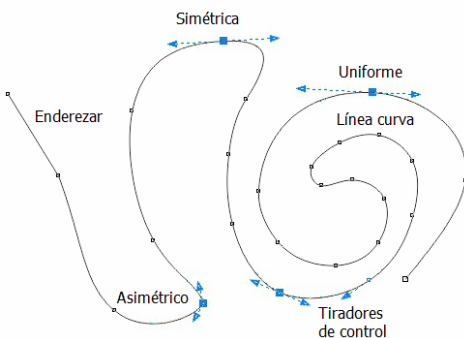 Simétrica
Uniforme
Enderezar
Línea curva
Asimétrico
Tiradores
de control